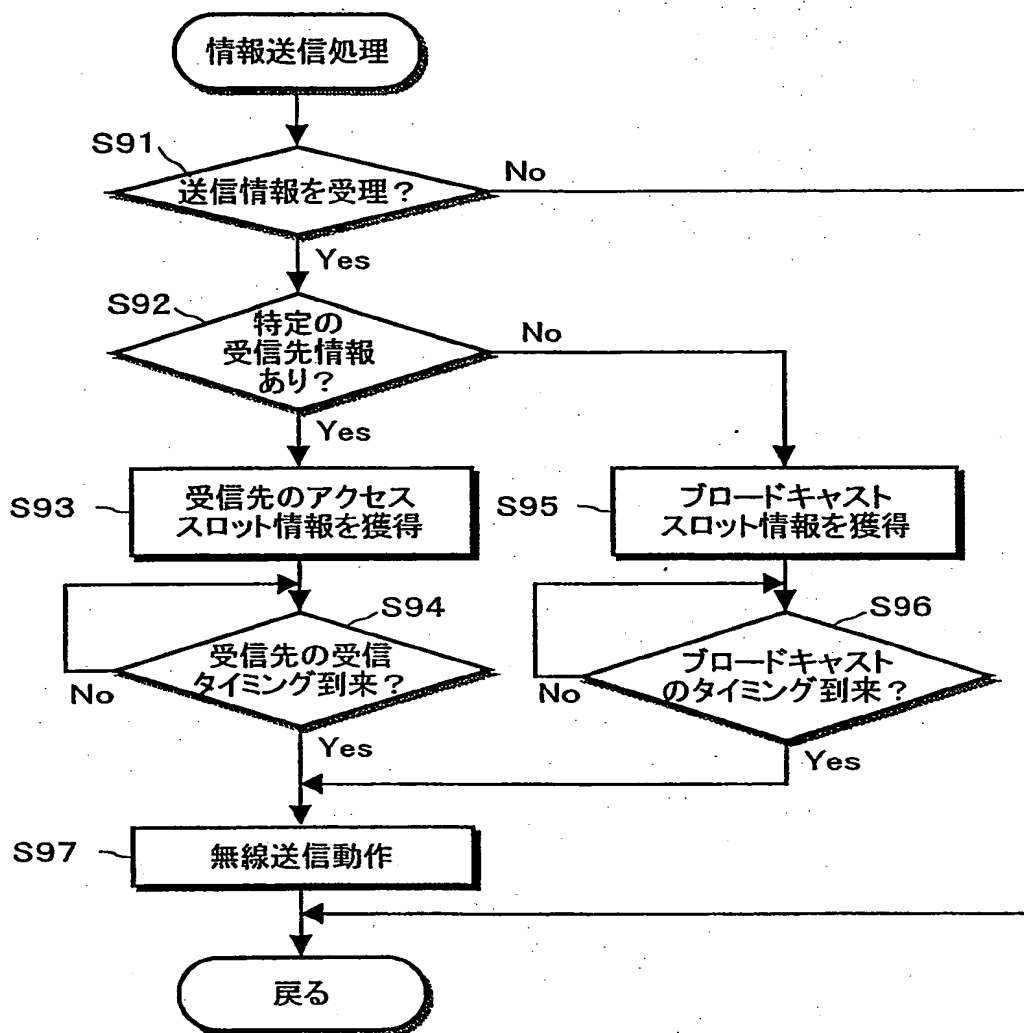 情報送信処理
S91
送信情報を受理？
No
Yes
S92
特定の
受信先情報
あり？
No
Yes
S93
受信先のアクセス
スロット情報を獲得
S95
ブロードキャスト
スロット情報を獲得
S94
受信先の受信
タイミング到来？
No
Yes
S96
ブロードキャスト
のタイミング到来？
No
Yes
S97
無線送信動作
戻る